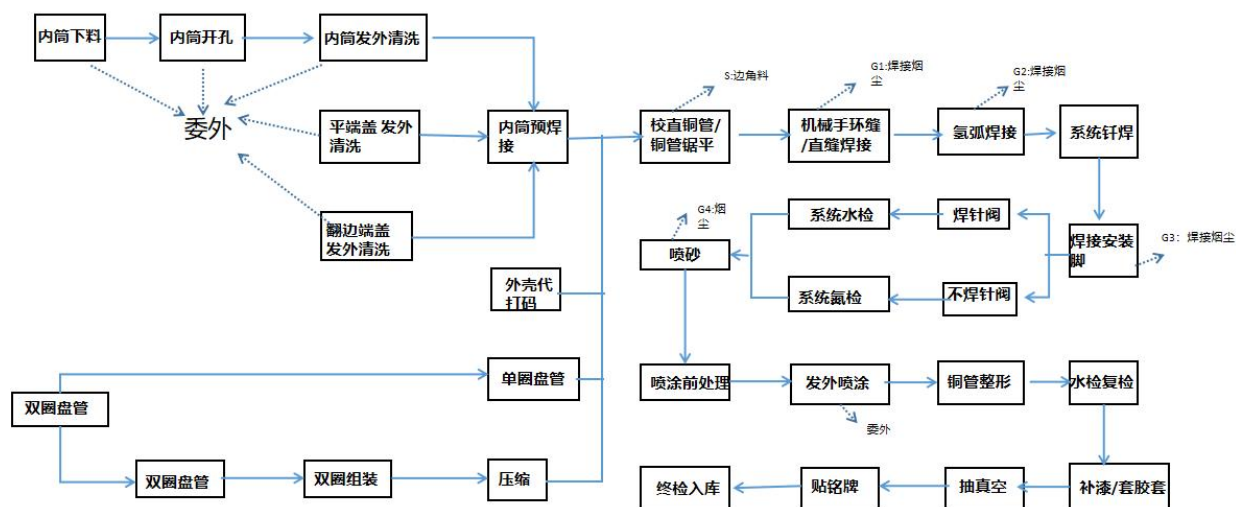 内筒下料
内筒开孔
内筒发外清洗
委外
平端盖 发外
清洗
翻边端盖
发外清洗
内筒预焊
接
外壳代
打码
单圈盘管
双圈盘管
双圈盘管
双圈组装
压缩
S:边角料
校直铜管/
铜管锯平
G1:焊接烟
尘
机械手环缝
/直缝焊接
G2:焊接烟
尘
氩弧焊接
系统钎焊
焊接安装
脚
G3：焊接烟尘
焊针阀
不焊针阀
系统水检
系统氦检
G4:烟
尘
喷砂
喷涂前处理
发外喷涂
委外
铜管整形
水检复检
补漆/套胶套
抽真空
贴铭牌
终检入库